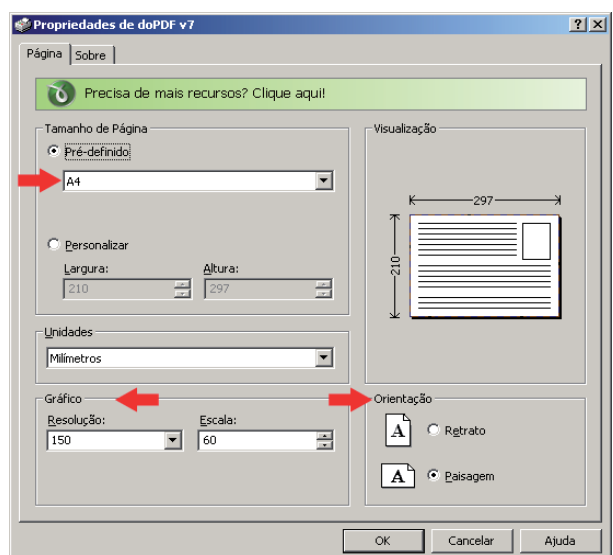 Propriedades de doPDF v7
Página
Sobre
Precisa de mais recursos? Clique aqui!
Tamanho de Página
Pré-definido
A4
Personalizar
Largura:
Altura:
210
297
Unidades
Milímetros
Gráfico
Resolução:
Escala:
150
60
Visualização
297
210
Orientação
A
Retrato
A
Paisagem
OK
Cancelar
Ajuda